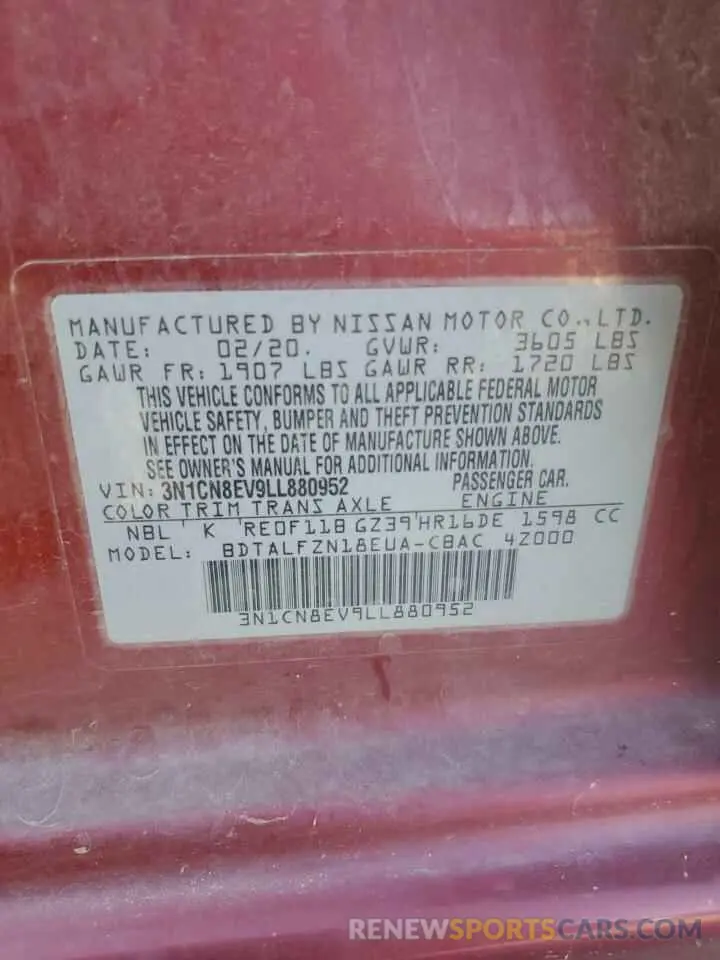 MANUFACTURED BY NISSAN MOTOR CO., LTD.
DATE: 02/20. GVWR: 3605 LBS
GAWR FR: 1907 LBS GAWR RR: 1720 LBS
THIS VEHICLE CONFORMS TO ALL APPLICABLE FEDERAL MOTOR
VEHICLE SAFETY, BUMPER AND THEFT PREVENTION STANDARDS
IN EFFECT ON THE DATE OF MANUFACTURE SHOWN ABOVE.
SEE OWNER'S MANUAL FOR ADDITIONAL INFORMATION.
VIN: 3N1CN8EV9LL880952 PASSENGER CAR.
COLOR TRIM TRANS AXLE ENGINE
NBL K RE0F11B GZ39 HR16DE 1598 CC
MODEL: BDTALFZN18EUA-CBAC 4Z000
3N1CN8EV9LL880952
RENEWSPORTSCARS.COM